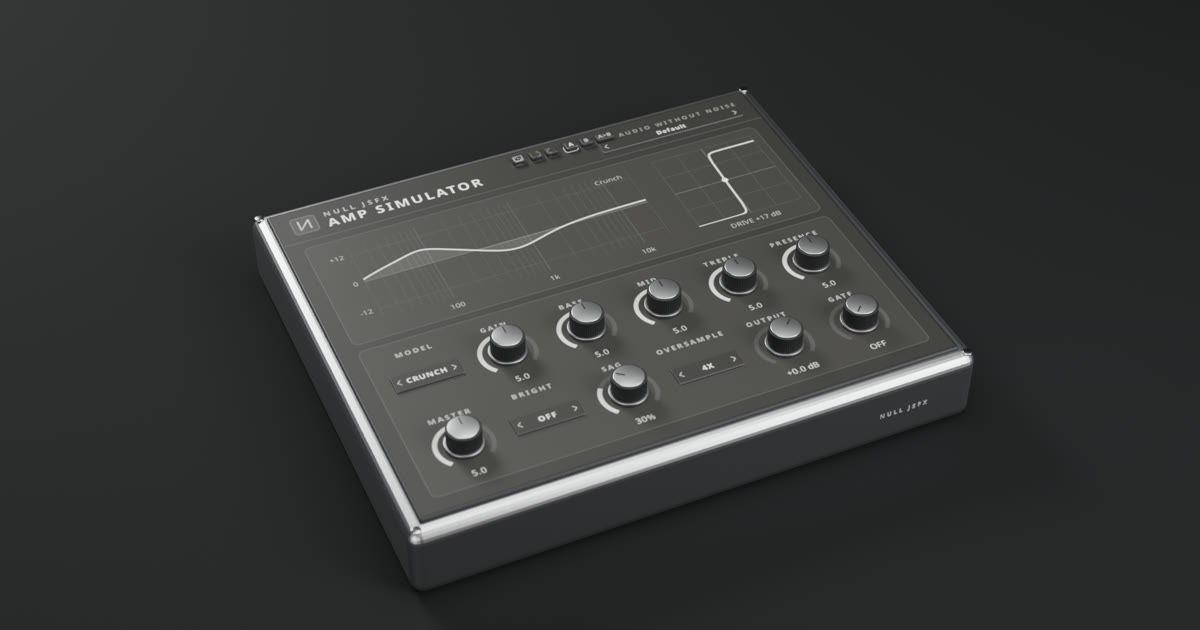 NULL JSFX
AMP SIMULATOR
A B A>B
AUDIO WITHOUT NOISE
< Default >
Crunch
+12
0
-12
100
1k
10k
DRIVE +17 dB
MODEL
< CRUNCH >
GAIN
5.0
BASS
5.0
MID
5.0
TREBLE
5.0
PRESENCE
5.0
MASTER
5.0
BRIGHT
< OFF >
SAG
30%
OVERSAMPLE
< 4X >
OUTPUT
+0.0 dB
GATE
OFF
NULL JSFX